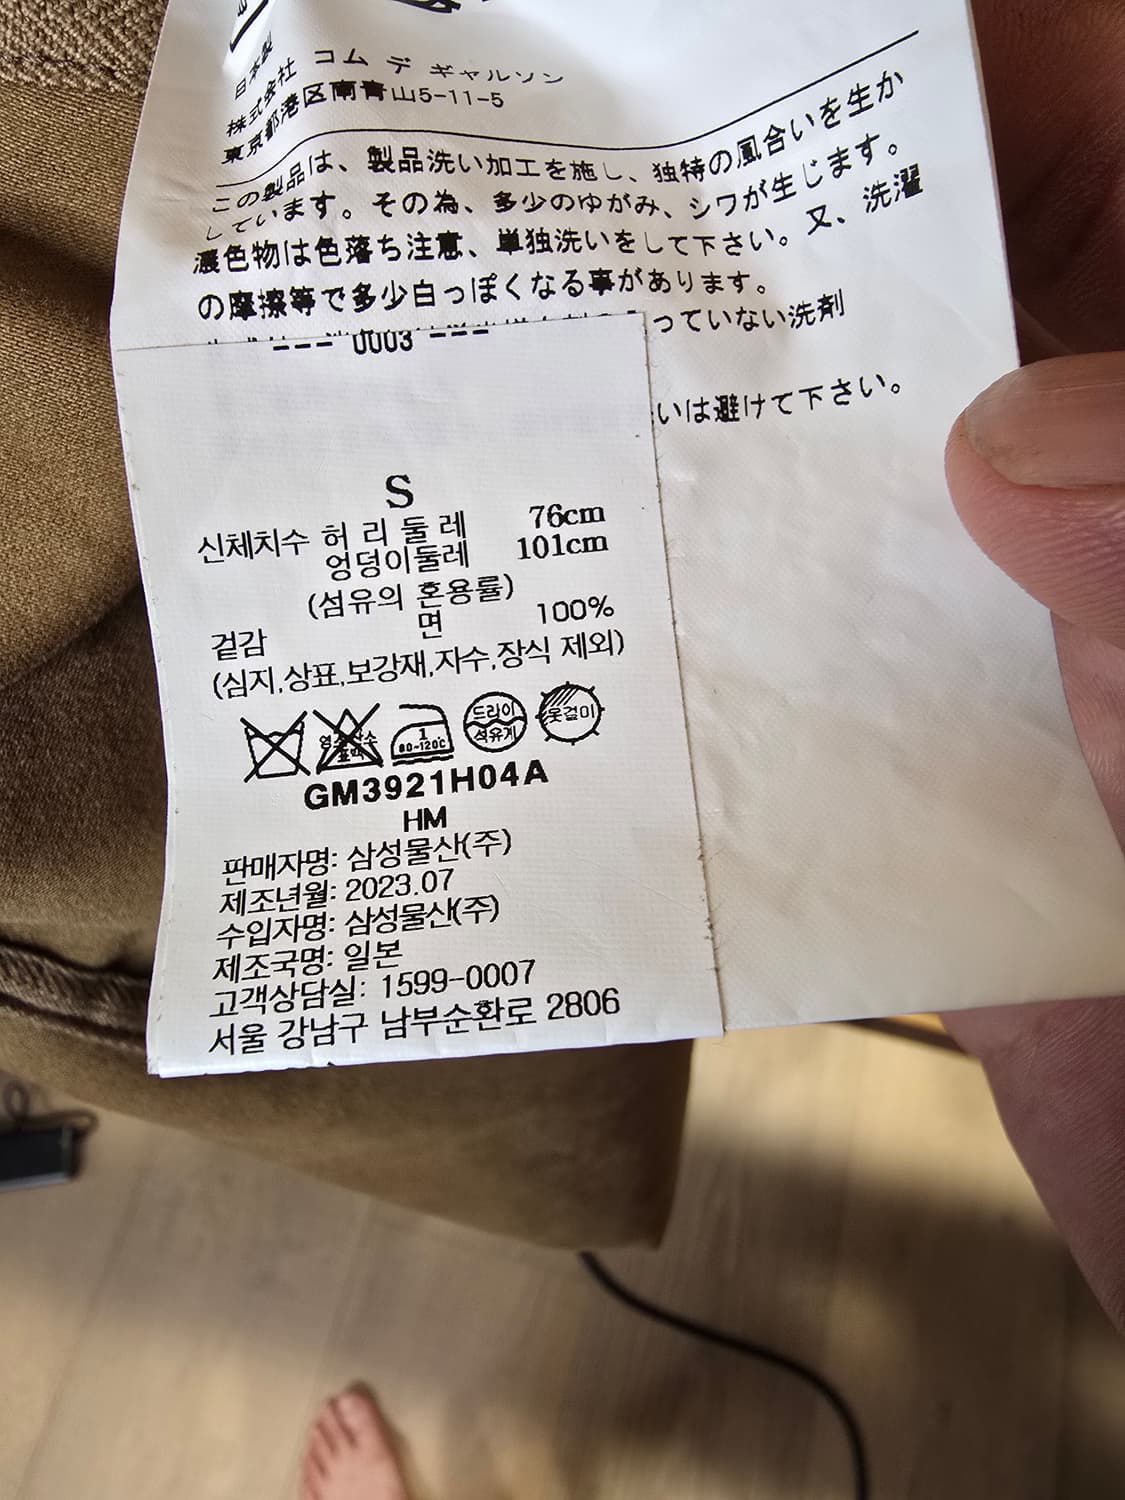 日本製
株式会社 コム デ ギャルソン
東京都港区南青山5-11-5
この製品は、製品洗い加工を施し、独特の風合いを生か
しています。その為、多少のゆがみ、シワが生じます。
濃色物は色落ち注意、単独洗いをして下さい。又、洗濯
の摩擦等で多少白っぽくなる事があります。
っていない洗剤
いは避けて下さい。
--- 0003 ---
S
신체치수 허리둘레 76cm
엉덩이둘레 101cm
(섬유의 혼용률)
겉감 면 100%
(심지,상표,보강재,자수,장식 제외)
염소산소 표백
1 80~120℃
드라이 석유계
옷걸이
GM3921H04A
HM
판매자명: 삼성물산(주)
제조년월: 2023.07
수입자명: 삼성물산(주)
제조국명: 일본
고객상담실: 1599-0007
서울 강남구 남부순환로 2806